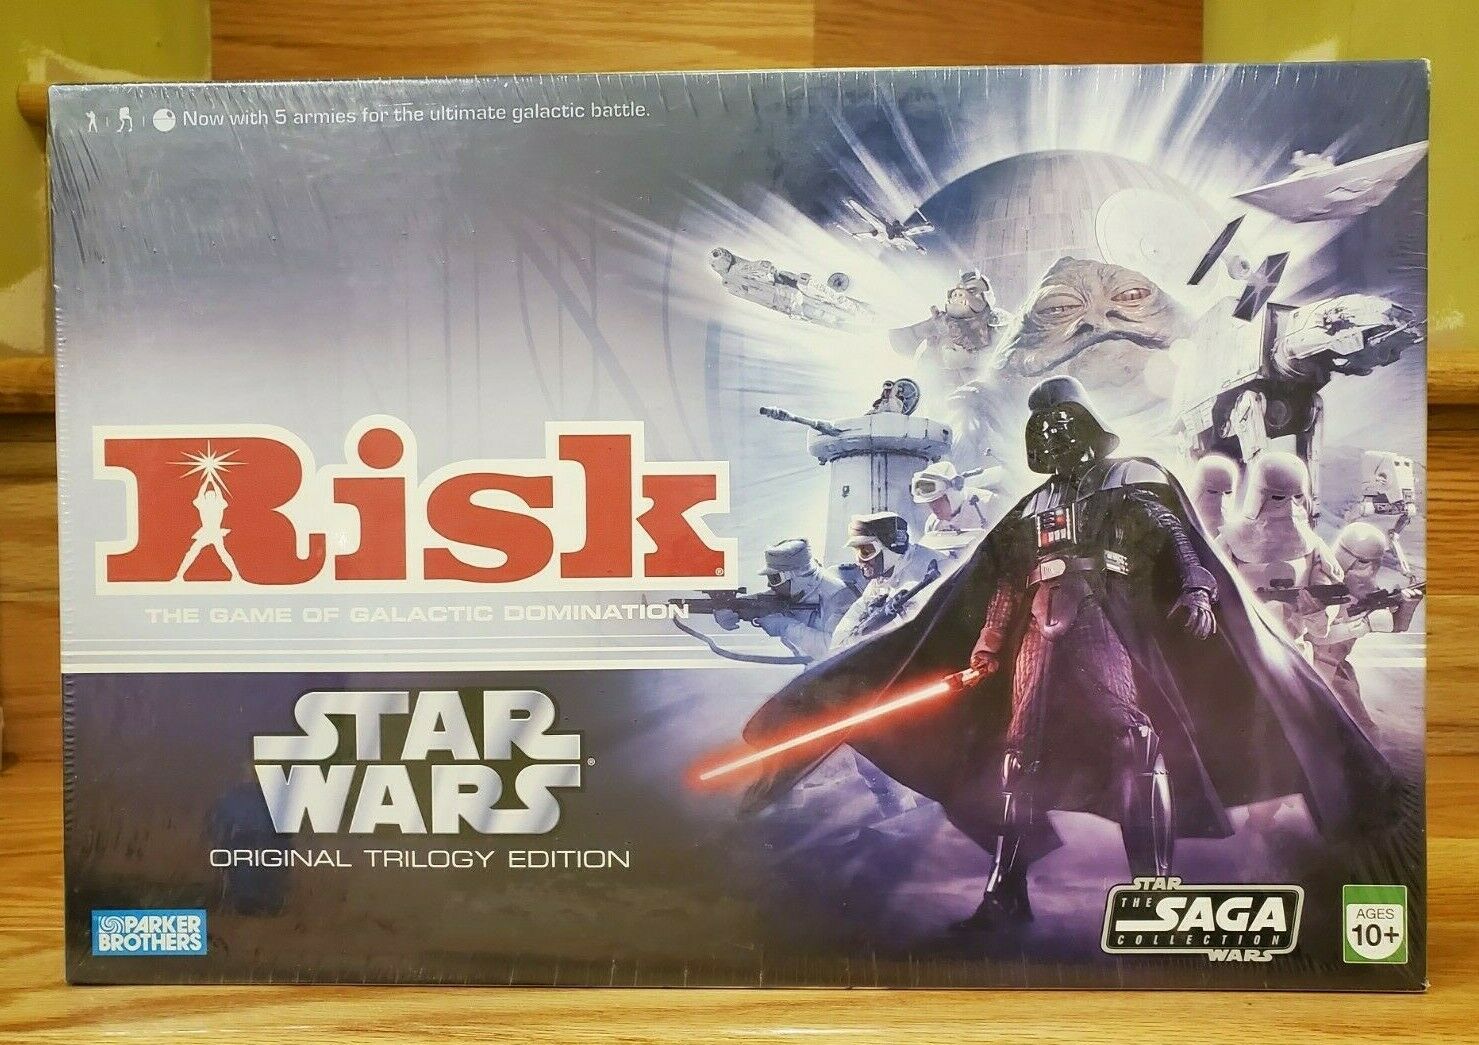 Now with 5 armies for the ultimate galactic battle.
Risk®
THE GAME OF GALACTIC DOMINATION
STAR
WARS®
ORIGINAL TRILOGY EDITION
PARKER
BROTHERS
STAR
THE SAGA
COLLECTION
WARS
AGES
10+